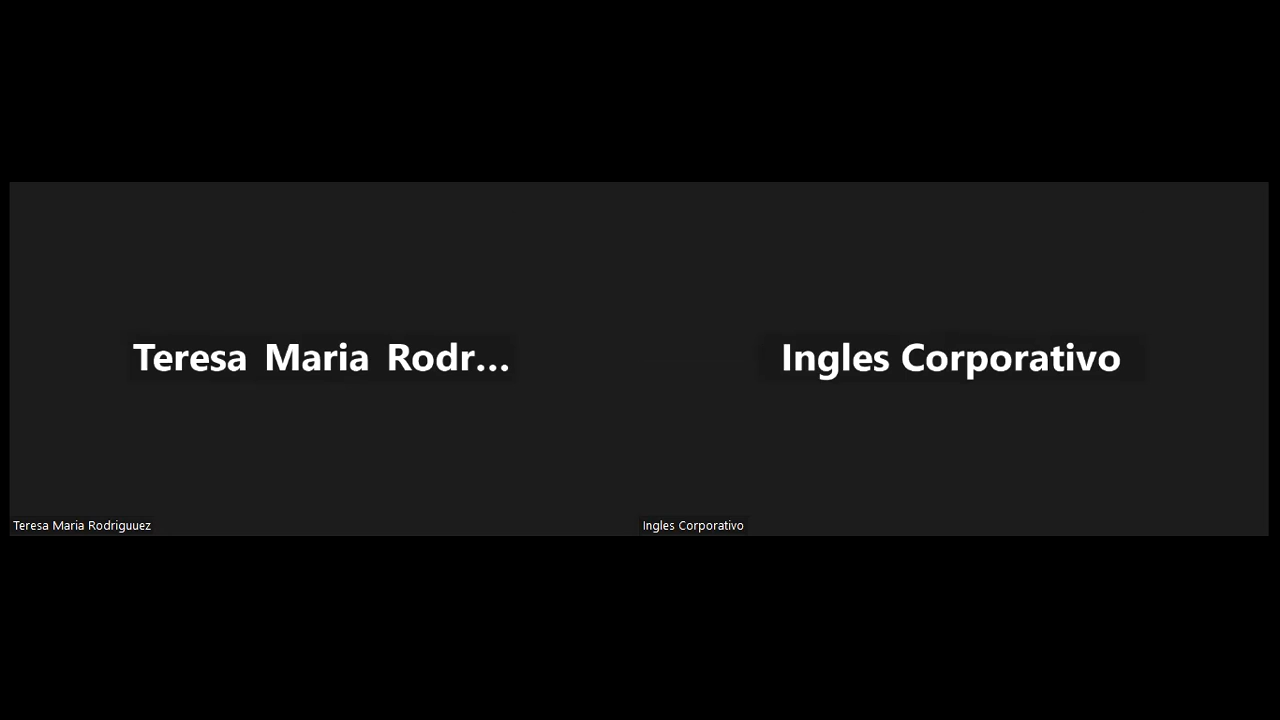 Teresa Maria Rodr...
Ingles Corporativo
Teresa Maria Rodriguuez
Ingles Corporativo